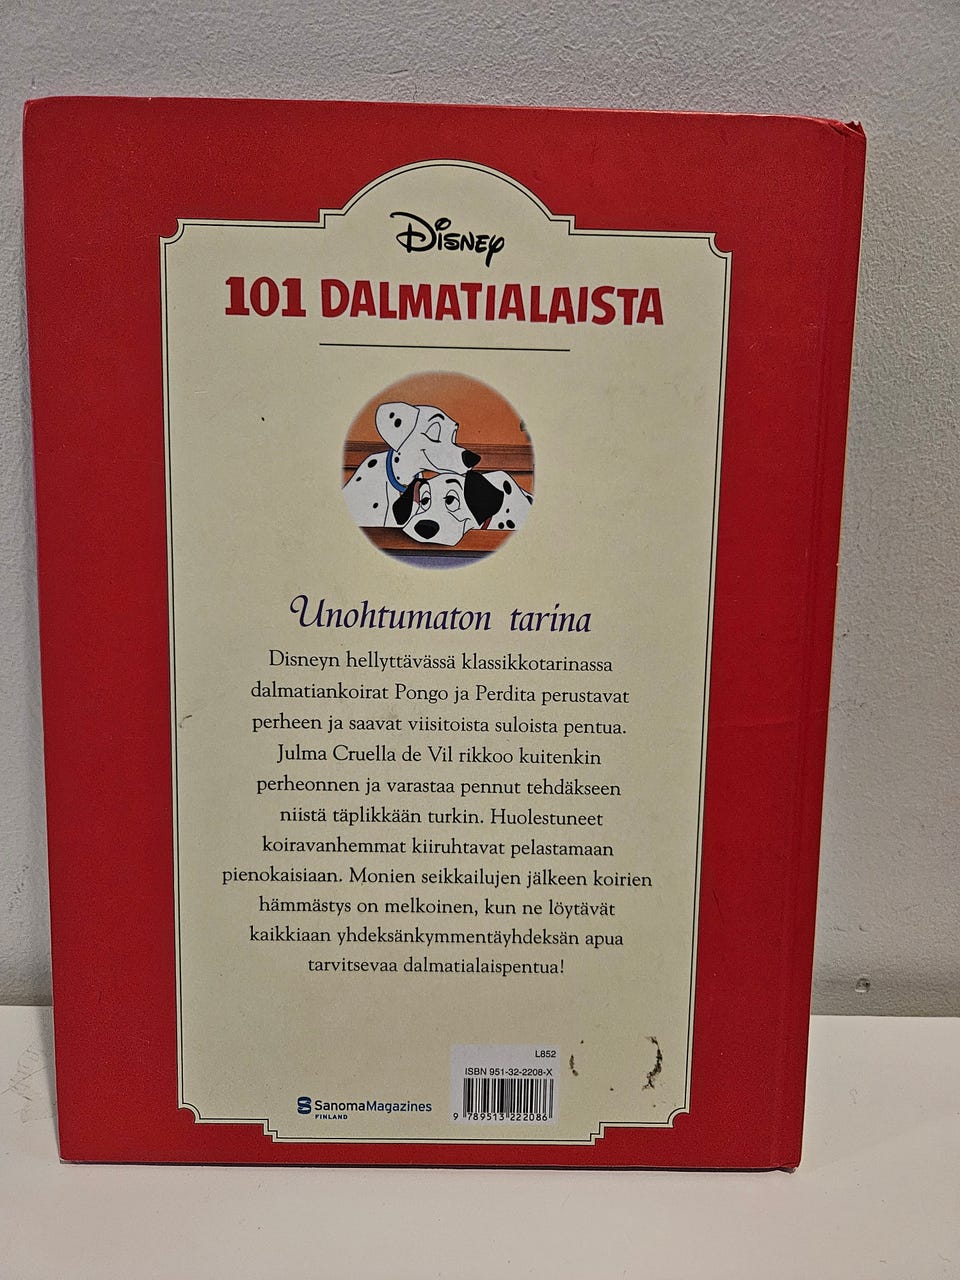 Disney
101 DALMATIALAISTA
Unohtumaton tarina
Disneyn hellyttävässä klassikkotarinassa
dalmatiankoirat Pongo ja Perdita perustavat
perheen ja saavat viisitoista suloista pentua.
Julma Cruella de Vil rikkoo kuitenkin
perheonnen ja varastaa pennut tehdäkseen
niistä täplikkään turkin. Huolestuneet
koiravanhemmat kiiruhtavat pelastamaan
pienokaisiaan. Monien seikkailujen jälkeen koirien
hämmästys on melkoinen, kun ne löytävät
kaikkiaan yhdeksänkymmentäyhdeksän apua
tarvitsevaa dalmatialaispentua!
L852
ISBN 951-32-2208-X
9 789513 222086
SanomaMagazines
FINLAND